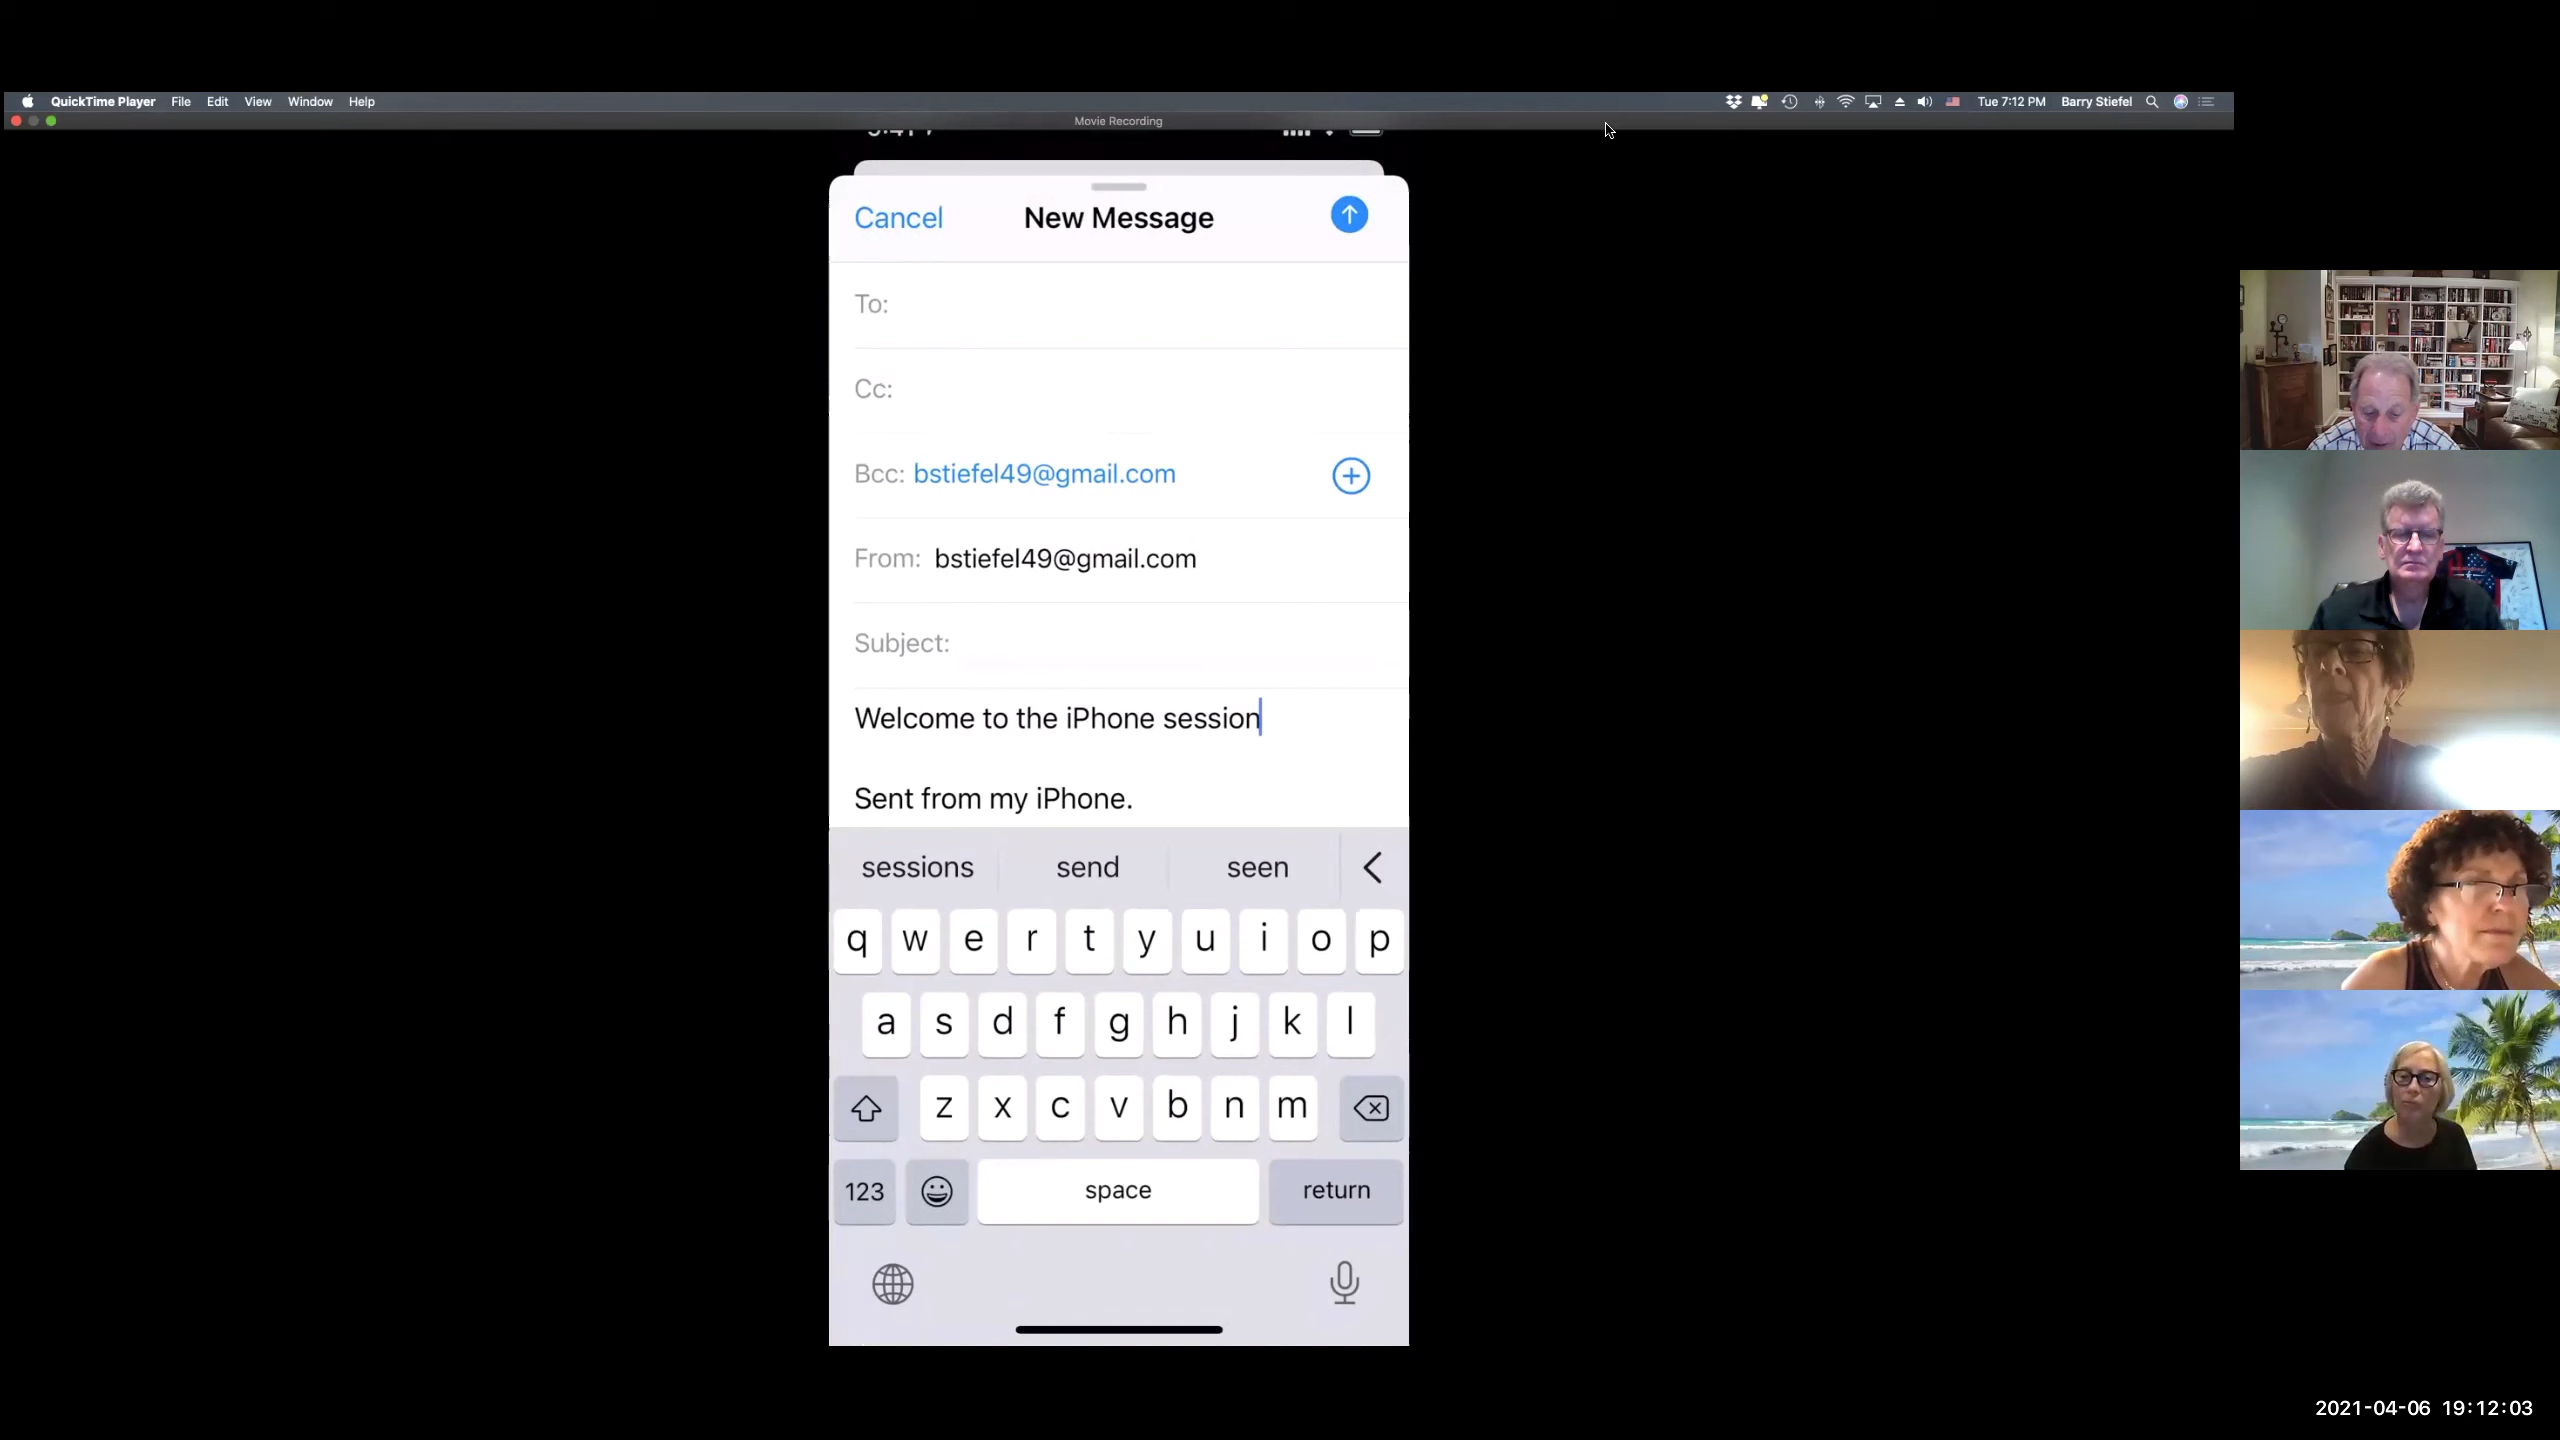 QuickTime Player File Edit View Window Help Tue 7:12 PM Barry Stiefel
Movie Recording
Cancel New Message
To:
Cc:
Bcc: bstiefel49@gmail.com
From: bstiefel49@gmail.com
Subject:
Welcome to the iPhone session
Sent from my iPhone.
sessions send seen
q w e r t y u i o p
a s d f g h j k l
z x c v b n m
123 space return
2021-04-06 19:12:03